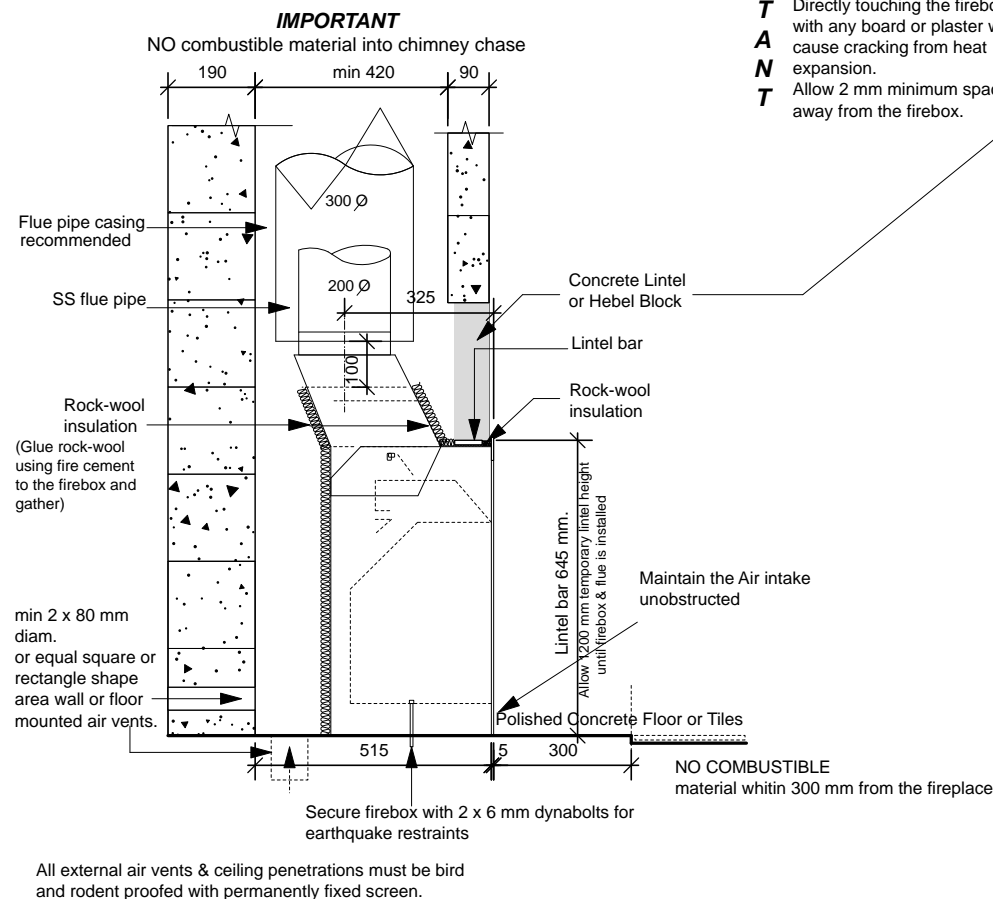 IMPORTANT
NO combustible material into chimney chase
190
min 420
90
T
A
N
T
Directly touching the firebo
with any board or plaster w
cause cracking from heat
expansion.
Allow 2 mm minimum spac
away from the firebox.
300 Ø
Flue pipe casing
recommended
SS flue pipe
200 Ø
325
Concrete Lintel
or Hebel Block
Lintel bar
100
Rock-wool
insulation
Rock-wool
insulation
(Glue rock-wool
using fire cement
to the firebox and
gather)
Lintel bar 645 mm.
Allow 1200 mm temporary lintel height
until firebox & flue is installed
Maintain the Air intake
unobstructed
min 2 x 80 mm
diam.
or equal square or
rectangle shape
area wall or floor
mounted air vents.
Polished Concrete Floor or Tiles
515
5
300
NO COMBUSTIBLE
material whitin 300 mm from the fireplace
Secure firebox with 2 x 6 mm dynabolts for
earthquake restraints
All external air vents & ceiling penetrations must be bird
and rodent proofed with permanently fixed screen.